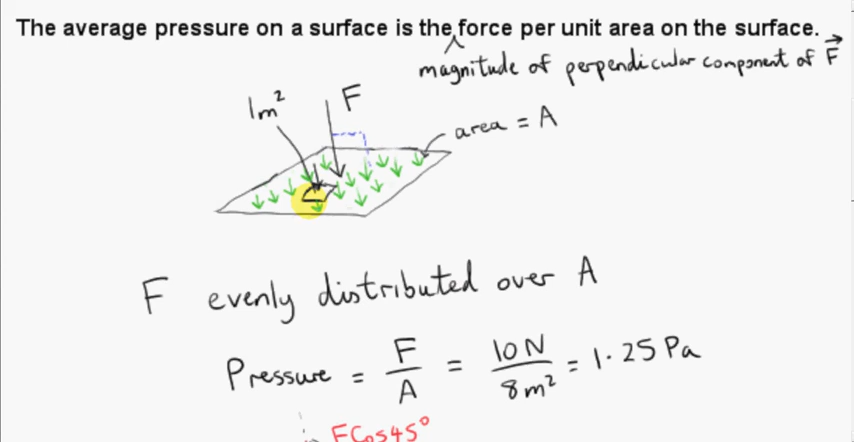 The average pressure on a surface is the force per unit area on the surface.
^
magnitude of perpendicular component of F⃗
1m²
F
area = A
F evenly distributed over A
Pressure = F/A = 10N/8m² = 1.25 Pa
FCos45°